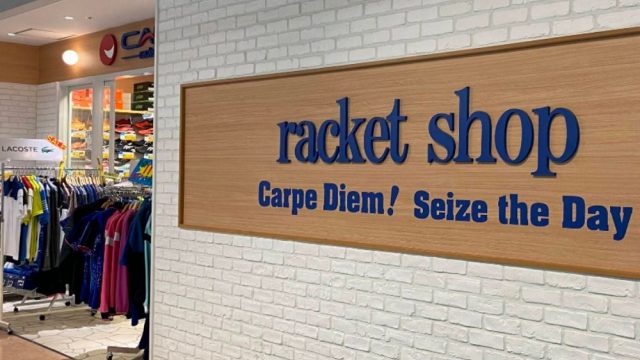 LACOSTE
racket shop
Carpe Diem! Seize the Day